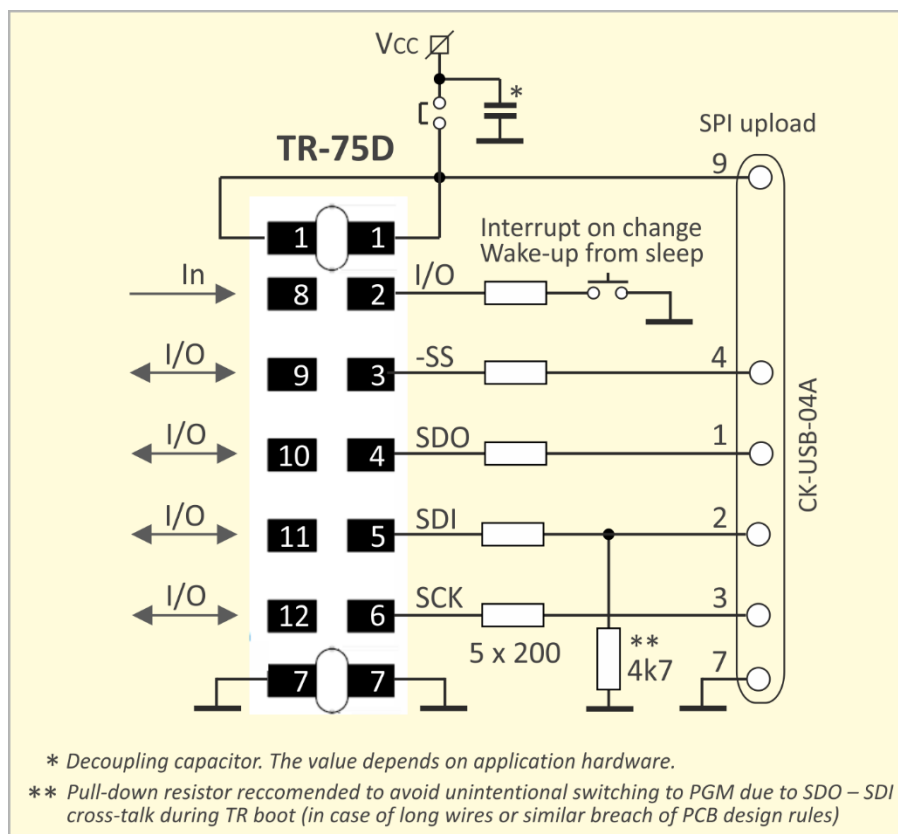 Vcc
*
SPI upload
TR-75D
9
1 1
Interrupt on change
Wake-up from sleep
In
8 2
I/O
I/O
9 3
-SS
4
I/O
10 4
SDO
1
I/O
11 5
SDI
2
I/O
12 6
SCK
3
5 x 200
**
4k7
7 7
7
CK-USB-04A
* Decoupling capacitor. The value depends on application hardware.
** Pull-down resistor reccomended to avoid unintentional switching to PGM due to SDO – SDI
cross-talk during TR boot (in case of long wires or similar breach of PCB design rules)